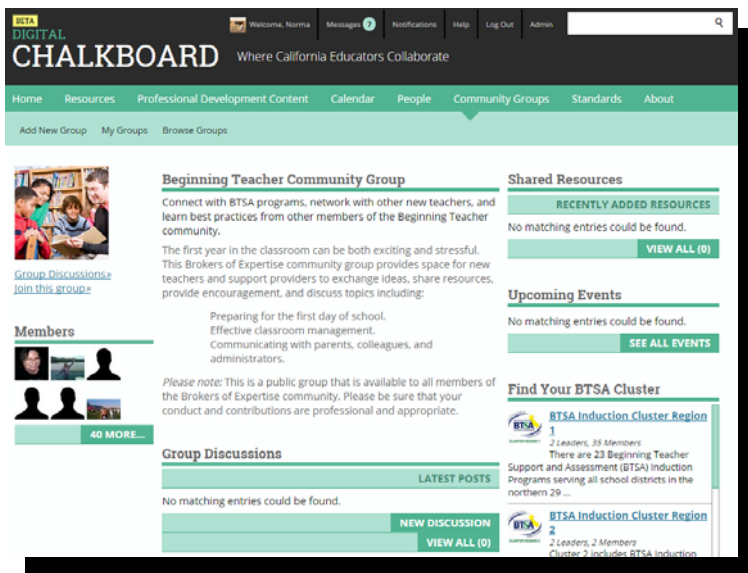 BETA
DIGITAL
CHALKBOARD
Where California Educators Collaborate
Welcome, Norma
Messages 7
Notifications
Help
Log Out
Admin
Home Resources Professional Development Content Calendar People Community Groups Standards About
Add New Group My Groups Browse Groups
Group Discussions»
Join this group»
Members
40 MORE...
Beginning Teacher Community Group
Connect with BTSA programs, network with other new teachers, and
learn best practices from other members of the Beginning Teacher
community.
The first year in the classroom can be both exciting and stressful.
This Brokers of Expertise community group provides space for new
teachers and support providers to exchange ideas, share resources,
provide encouragement, and discuss topics including:
Preparing for the first day of school.
Effective classroom management.
Communicating with parents, colleagues, and
administrators.
Please note: This is a public group that is available to all members of
the Brokers of Expertise community. Please be sure that your
conduct and contributions are professional and appropriate.
Group Discussions
LATEST POSTS
No matching entries could be found.
NEW DISCUSSION
VIEW ALL (0)
Shared Resources
RECENTLY ADDED RESOURCES
No matching entries could be found.
VIEW ALL (0)
Upcoming Events
No matching entries could be found.
SEE ALL EVENTS
Find Your BTSA Cluster
BTSA
BTSA Induction Cluster Region
1
2 Leaders, 35 Members
There are 23 Beginning Teacher
Support and Assessment (BTSA) Induction
Programs serving all school districts in the
northern 29 ...
BTSA
BTSA Induction Cluster Region
2
2 Leaders, 2 Members
Cluster 2 includes BTSA Induction